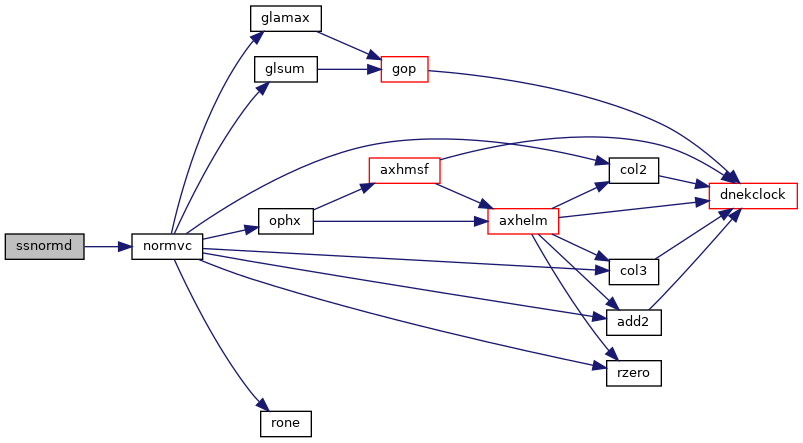 glamax
glsum
gop
axhmsf
col2
dnekclock
ophx
axhelm
ssnormd
normvc
col3
add2
rzero
rone